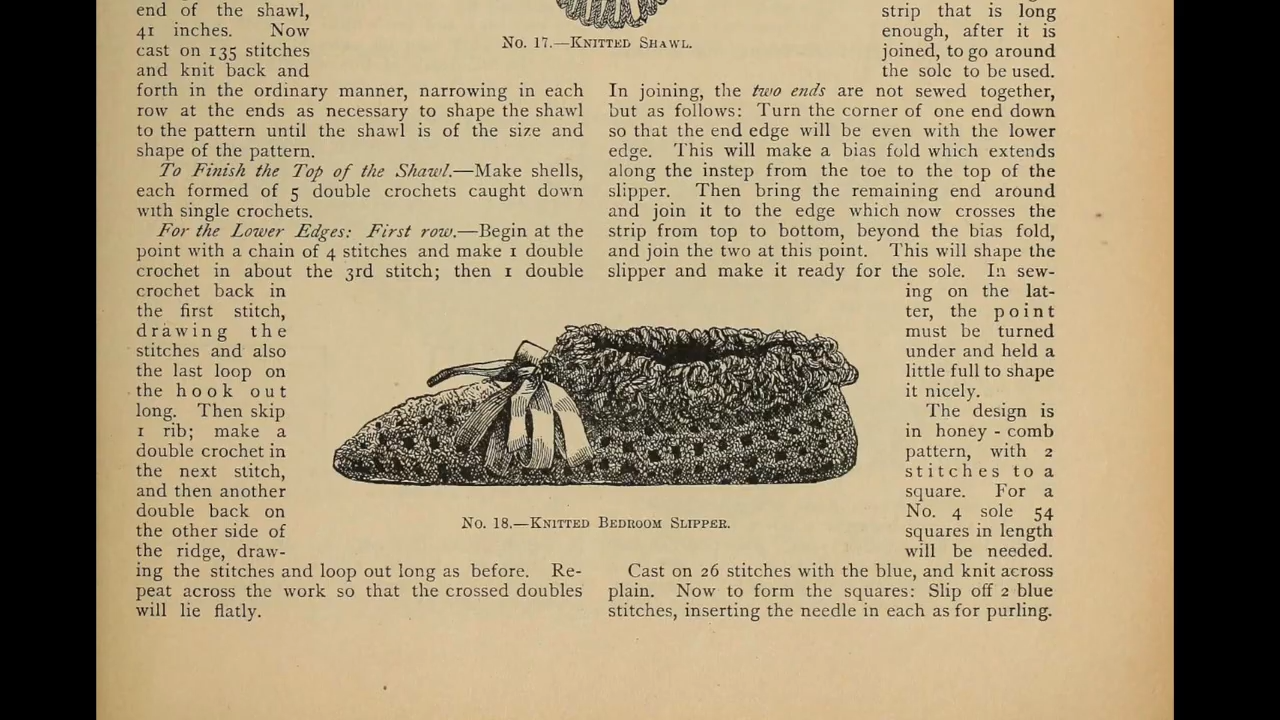 end of the shawl,
41 inches. Now
cast on 135 stitches
and knit back and
forth in the ordinary manner, narrowing in each
row at the ends as necessary to shape the shawl
to the pattern until the shawl is of the size and
shape of the pattern.
To Finish the Top of the Shawl.—Make shells,
each formed of 5 double crochets caught down
with single crochets.
For the Lower Edges: First row.—Begin at the
point with a chain of 4 stitches and make 1 double
crochet in about the 3rd stitch; then 1 double
crochet back in
the first stitch,
drawing the
stitches and also
the last loop on
the hook out
long. Then skip
1 rib; make a
double crochet in
the next stitch,
and then another
double back on
the other side of
the ridge, draw-
ing the stitches and loop out long as before. Re-
peat across the work so that the crossed doubles
will lie flatly.
No. 17.—Knitted Shawl.
No. 18.—Knitted Bedroom Slipper.
strip that is long
enough, after it is
joined, to go around
the sole to be used.
In joining, the two ends are not sewed together,
but as follows: Turn the corner of one end down
so that the end edge will be even with the lower
edge. This will make a bias fold which extends
along the instep from the toe to the top of the
slipper. Then bring the remaining end around
and join it to the edge which now crosses the
strip from top to bottom, beyond the bias fold,
and join the two at this point. This will shape the
slipper and make it ready for the sole. In sew-
ing on the lat-
ter, the point
must be turned
under and held a
little full to shape
it nicely.
The design is
in honey-comb
pattern, with 2
stitches to a
square. For a
No. 4 sole 54
squares in length
will be needed.
Cast on 26 stitches with the blue, and knit across
plain. Now to form the squares: Slip off 2 blue
stitches, inserting the needle in each as for purling.